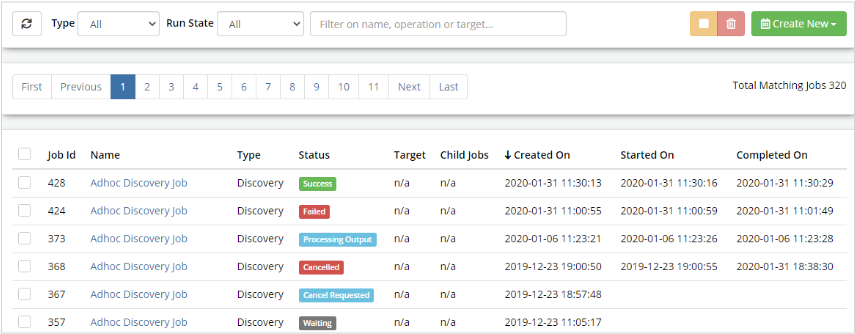 Type All Run State All Filter on name, operation or target... Create New
First Previous 1 2 3 4 5 6 7 8 9 10 11 Next Last Total Matching Jobs 320
Job Id Name Type Status Target Child Jobs Created On Started On Completed On
428 Adhoc Discovery Job Discovery Success n/a n/a 2020-01-31 11:30:13 2020-01-31 11:30:16 2020-01-31 11:30:29
424 Adhoc Discovery Job Discovery Failed n/a n/a 2020-01-31 11:00:55 2020-01-31 11:00:59 2020-01-31 11:01:49
373 Adhoc Discovery Job Discovery Processing Output n/a n/a 2020-01-06 11:23:21 2020-01-06 11:23:26 2020-01-06 11:23:28
368 Adhoc Discovery Job Discovery Cancelled n/a n/a 2019-12-23 19:00:50 2019-12-23 19:00:55 2020-01-31 18:38:30
367 Adhoc Discovery Job Discovery Cancel Requested n/a n/a 2019-12-23 18:57:48
357 Adhoc Discovery Job Discovery Waiting n/a n/a 2019-12-23 11:05:17